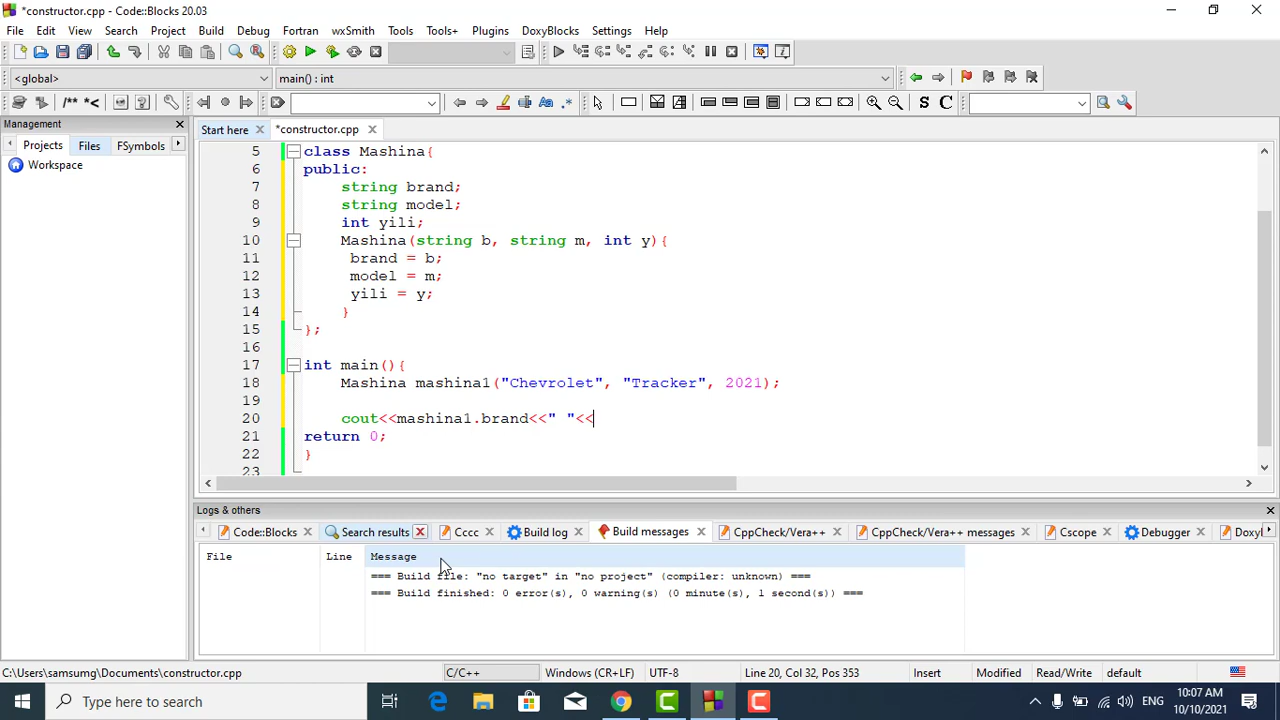 *constructor.cpp - Code::Blocks 20.03
File Edit View Search Project Build Debug Fortran wxSmith Tools Tools+ Plugins DoxyBlocks Settings Help
<global> main() : int
/** *< Aa .* S C
Management
Projects Files FSymbols
Workspace
Start here *constructor.cpp
5 class Mashina{
6 public:
7 string brand;
8 string model;
9 int yili;
10 Mashina(string b, string m, int y){
11 brand = b;
12 model = m;
13 yili = y;
14 }
15 };
16
17 int main(){
18 Mashina mashina1("Chevrolet", "Tracker", 2021);
19
20 cout<<mashina1.brand<<" "<<
21 return 0;
22 }
23
Logs & others
Code::Blocks Search results Cccc Build log Build messages CppCheck/Vera++ CppCheck/Vera++ messages Cscope Debugger Doxyl
File Line Message
=== Build file: "no target" in "no project" (compiler: unknown) ===
=== Build finished: 0 error(s), 0 warning(s) (0 minute(s), 1 second(s)) ===
C:\Users\samsumg\Documents\constructor.cpp C/C++ Windows (CR+LF) UTF-8 Line 20, Col 32, Pos 353 Insert Modified Read/Write default
Type here to search
10:07 AM
10/10/2021